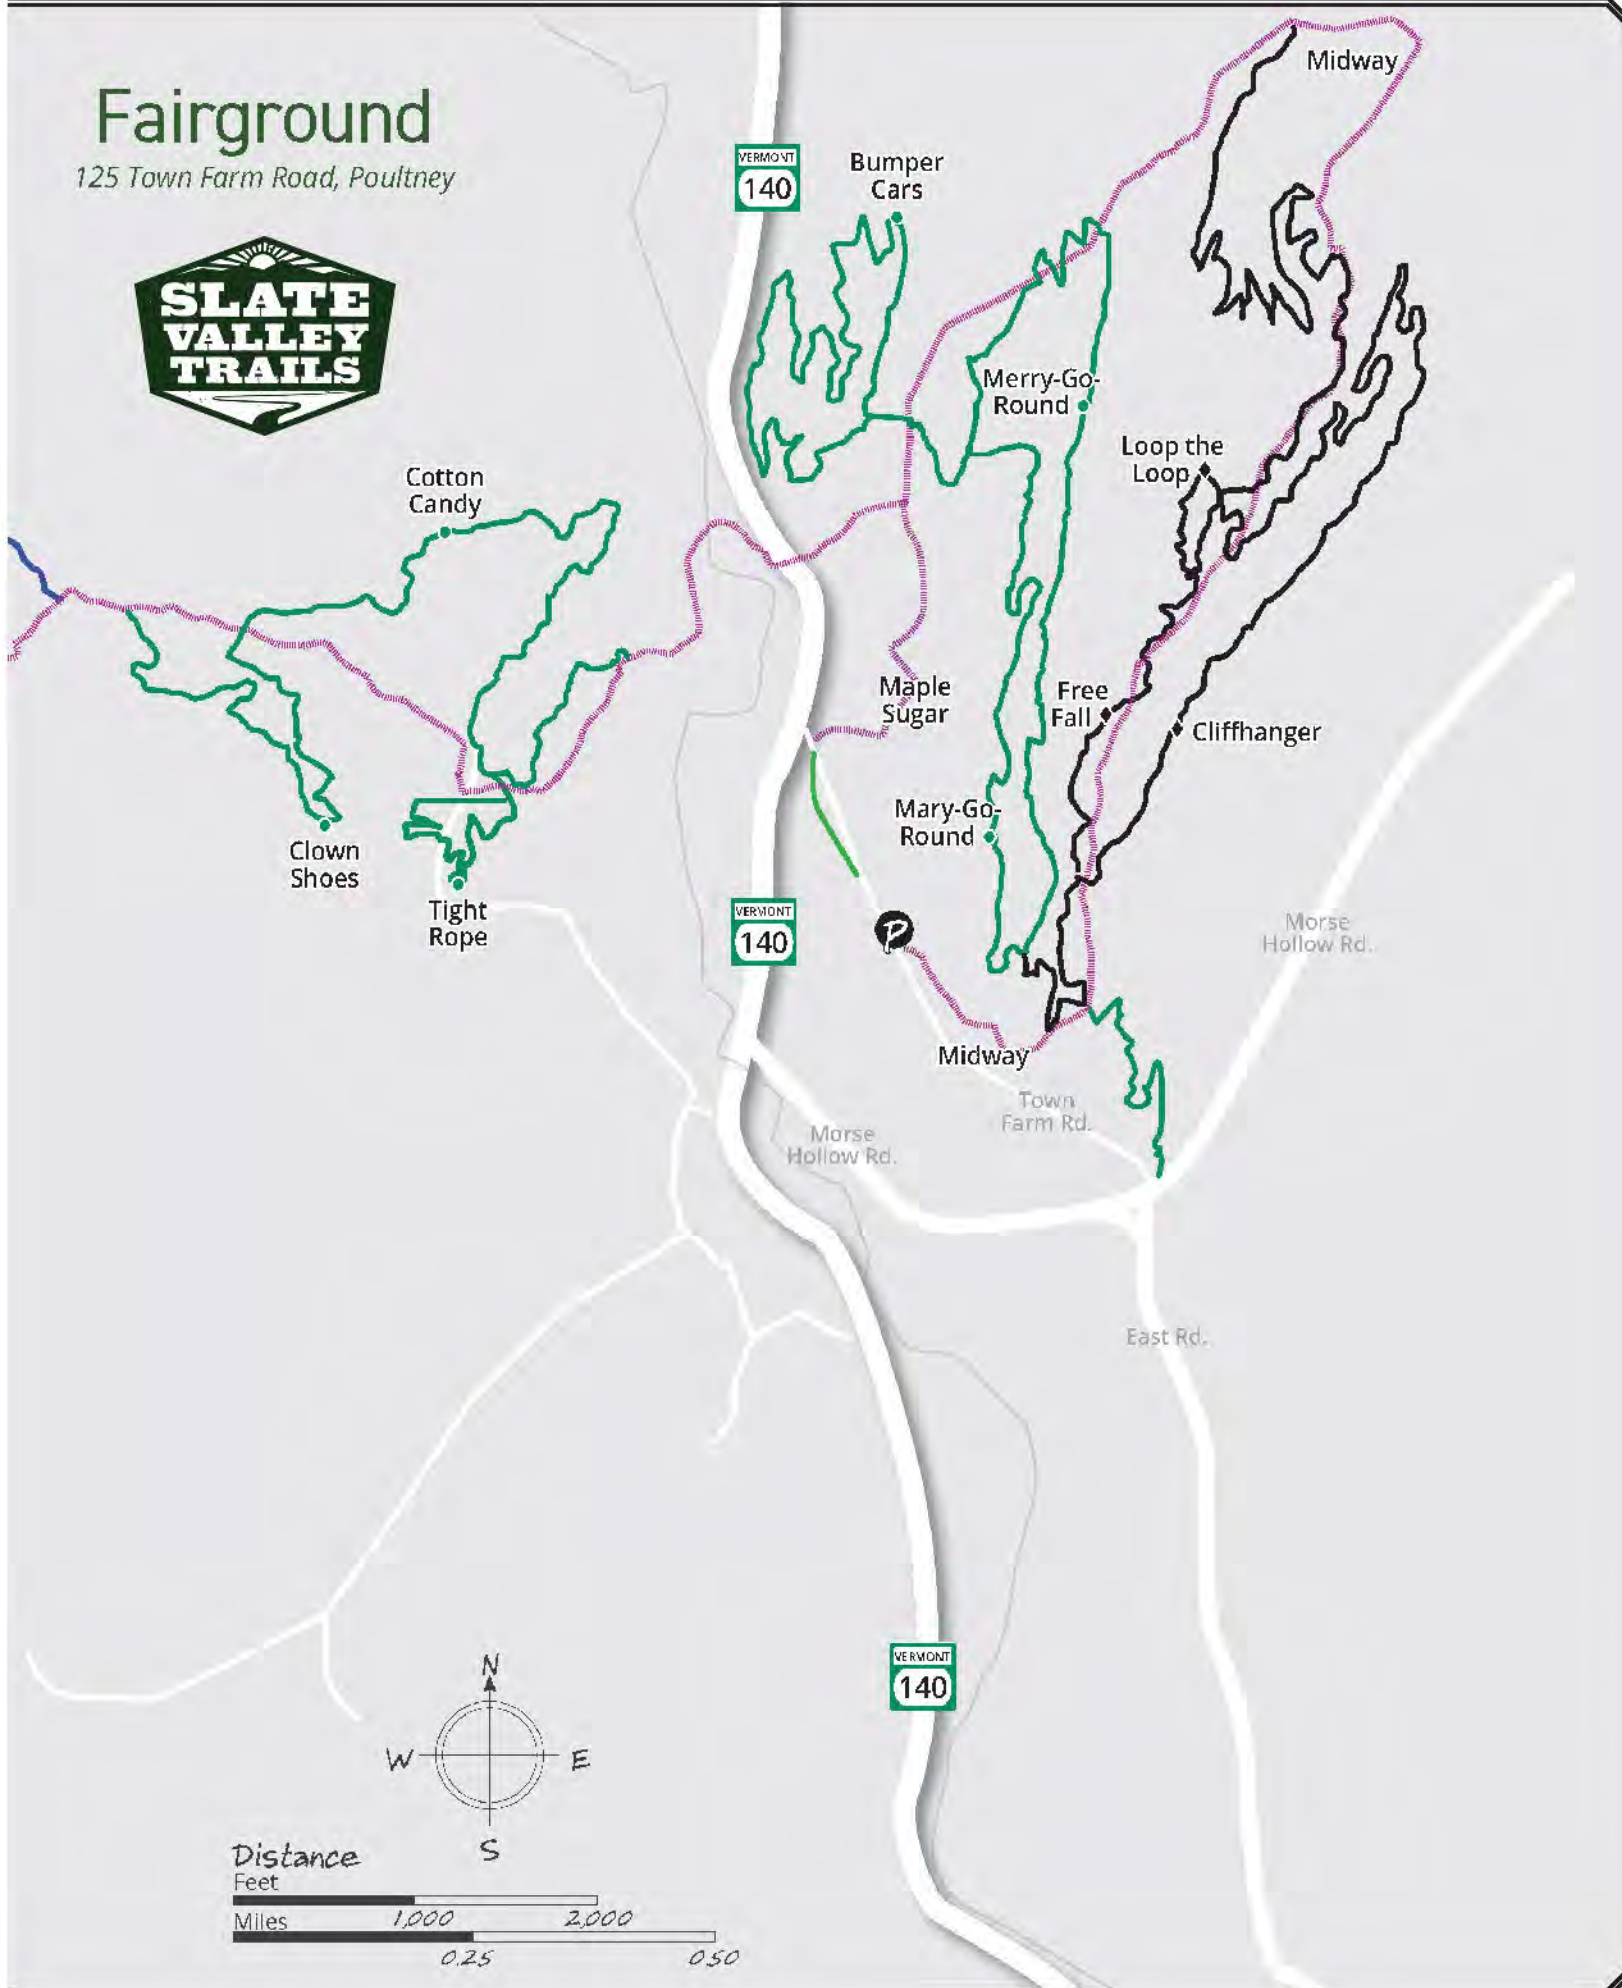 Fairground
125 Town Farm Road, Poultney
SLATE
VALLEY
TRAILS
VERMONT
140
Bumper
Cars
Midway
Merry-Go-
Round
Loop the
Loop
Cotton
Candy
Maple
Sugar
Free
Fall
Cliffhanger
Mary-Go-
Round
Clown
Shoes
Tight
Rope
VERMONT
140
P
Morse
Hollow Rd.
Midway
Town
Farm Rd.
Morse
Hollow Rd.
East Rd.
VERMONT
140
N
W E
S
Distance
Feet
1,000 2,000
Miles
0.25 0.50